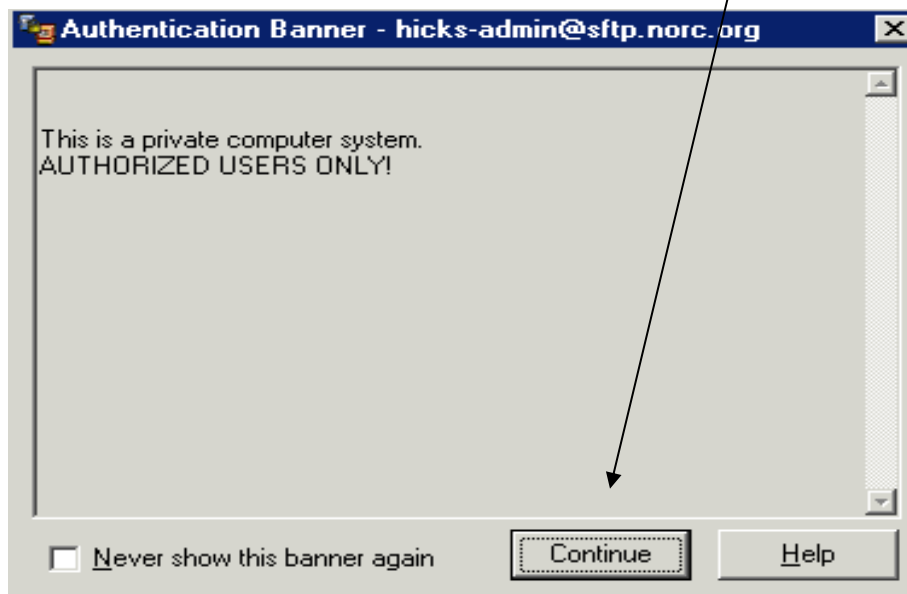 Authentication Banner - hicks-admin@sftp.norc.org
This is a private computer system.
AUTHORIZED USERS ONLY!
Never show this banner again
Continue
Help